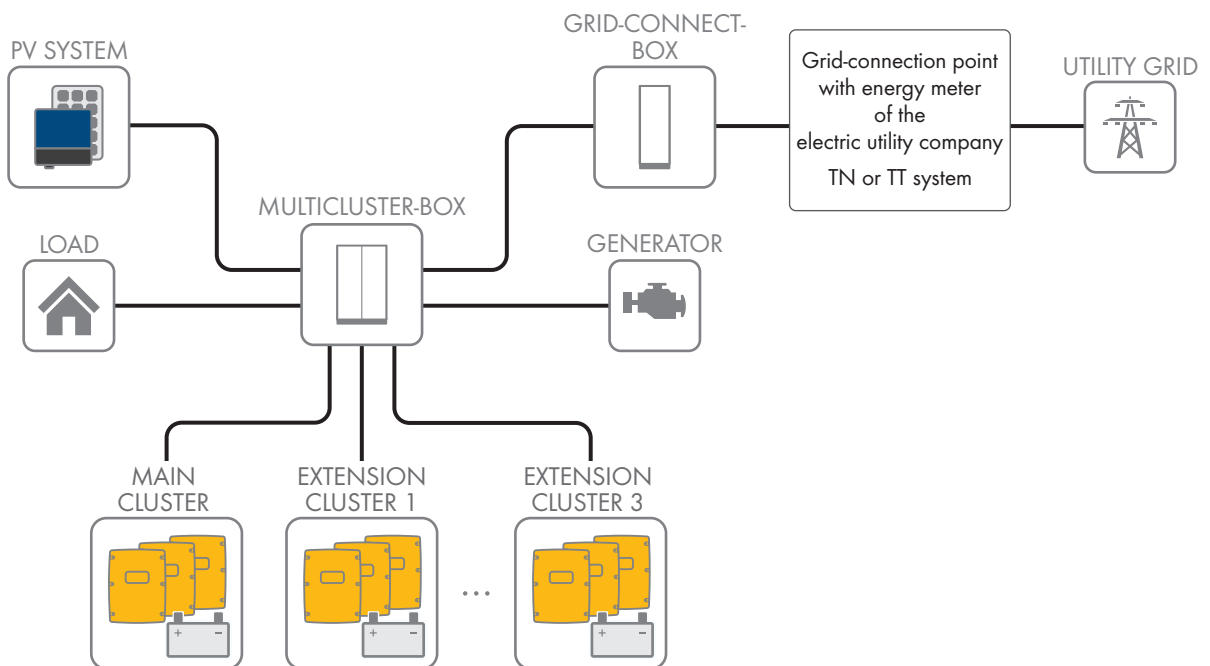 GRID-CONNECT-
BOX
PV SYSTEM
Grid-connection point
with energy meter
of the
electric utility company
TN or TT system
UTILITY GRID
MULTICLUSTER-BOX
LOAD
GENERATOR
MAIN
CLUSTER
EXTENSION
CLUSTER 1
EXTENSION
CLUSTER 3
...
+ −
+ −
+ −